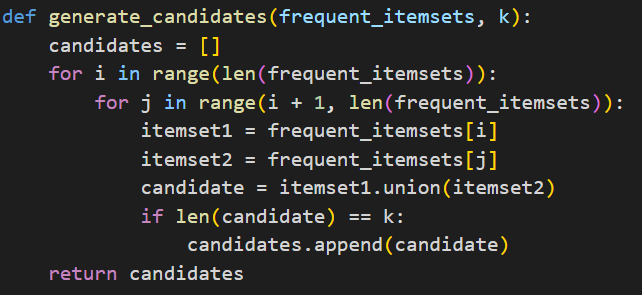 def generate_candidates(frequent_itemsets, k):
    candidates = []
    for i in range(len(frequent_itemsets)):
        for j in range(i + 1, len(frequent_itemsets)):
            itemset1 = frequent_itemsets[i]
            itemset2 = frequent_itemsets[j]
            candidate = itemset1.union(itemset2)
            if len(candidate) == k:
                candidates.append(candidate)
    return candidates